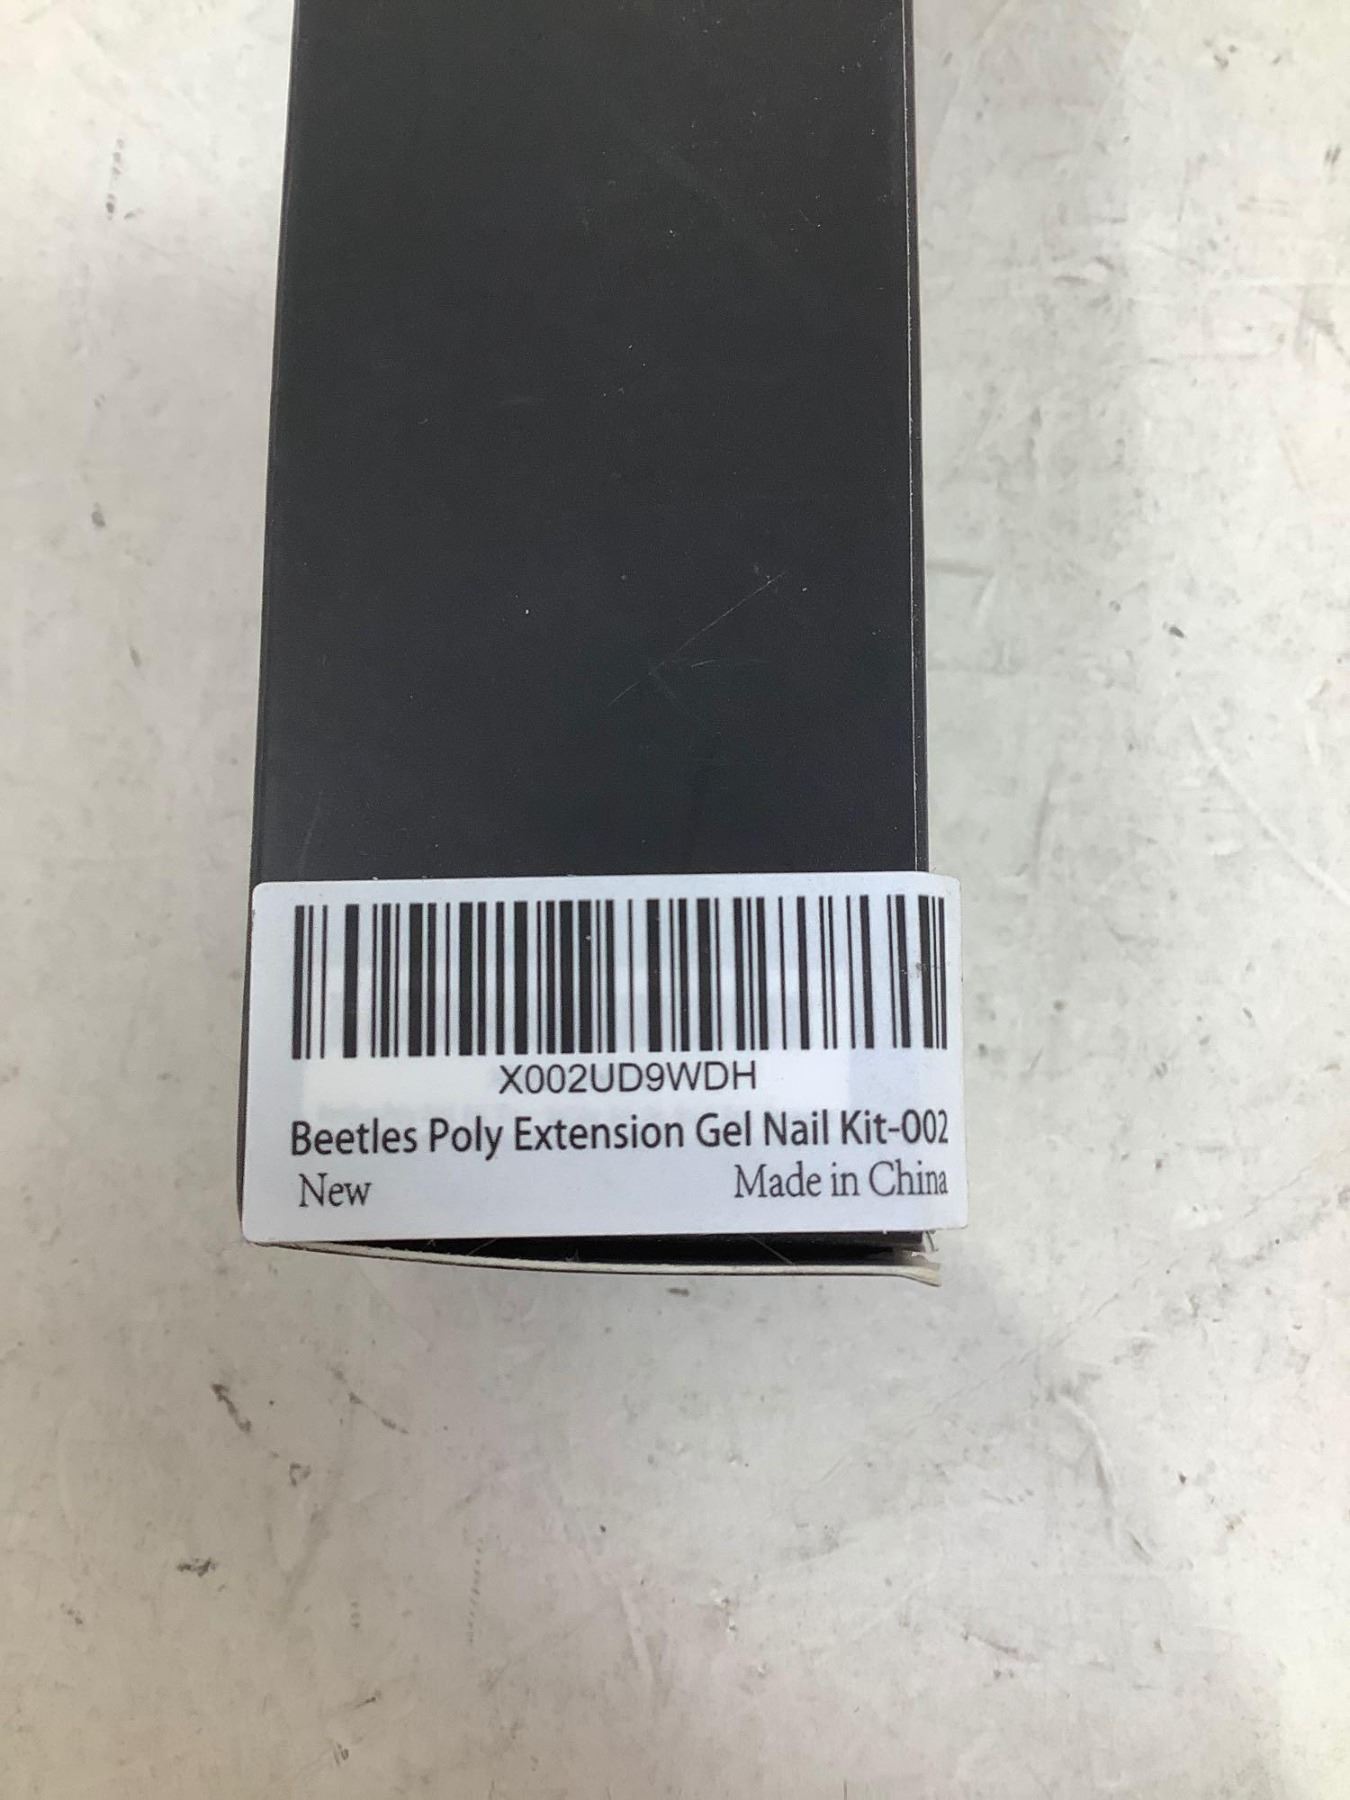 X002UD9WDH
Beetles Poly Extension Gel Nail Kit-002
New Made in China